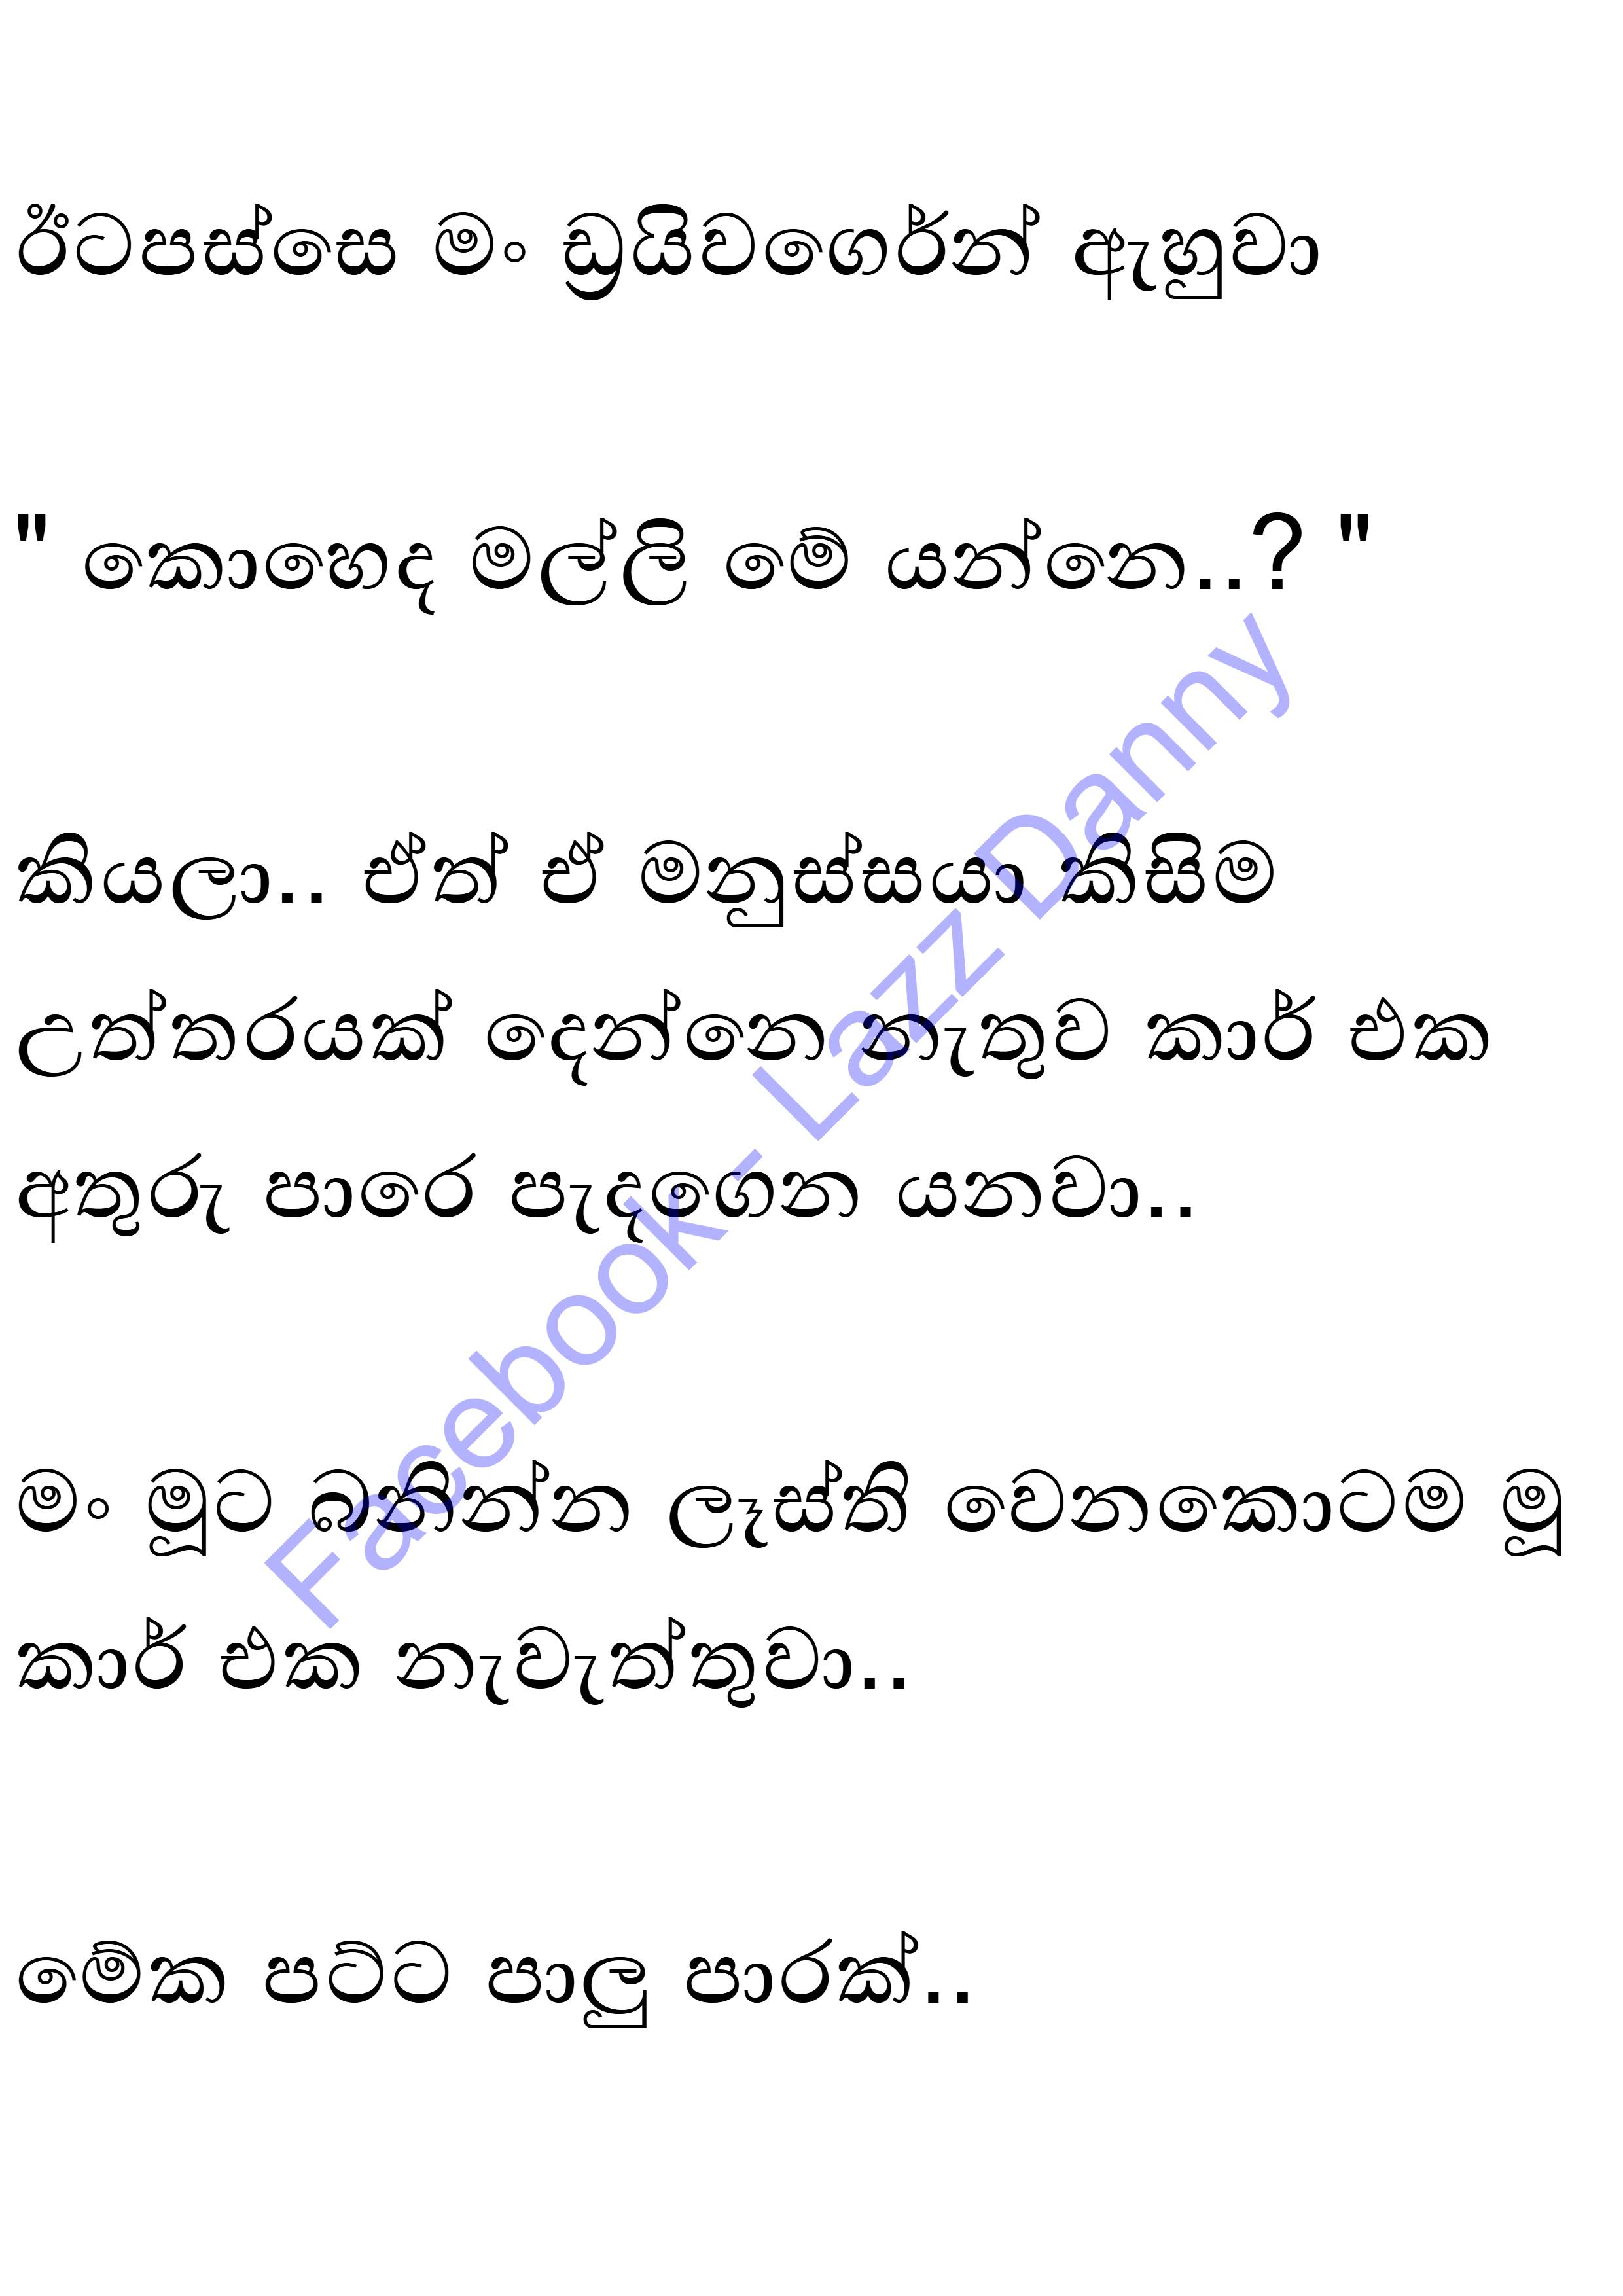 ඊටපස්සෙ මං ඩ්‍රයිවගෙර්න් ඇහුවා
" කොහෙද මල්ලි මේ යන්නෙ..? "
කියලා.. ඒත් ඒ මනුස්සයා කිසිම
උත්තරයක් දෙන්නෙ නැතුව කාර් එක
අතුරු පාරෙ පැදගෙන යනවා..
මං මූට බනින්න ලෑස්ති වෙනකොටම මූ
කාර් එක නැවැත්තුවා..
මේක පට්ට පාලු පාරක්..
Facebook - Lazz Danny